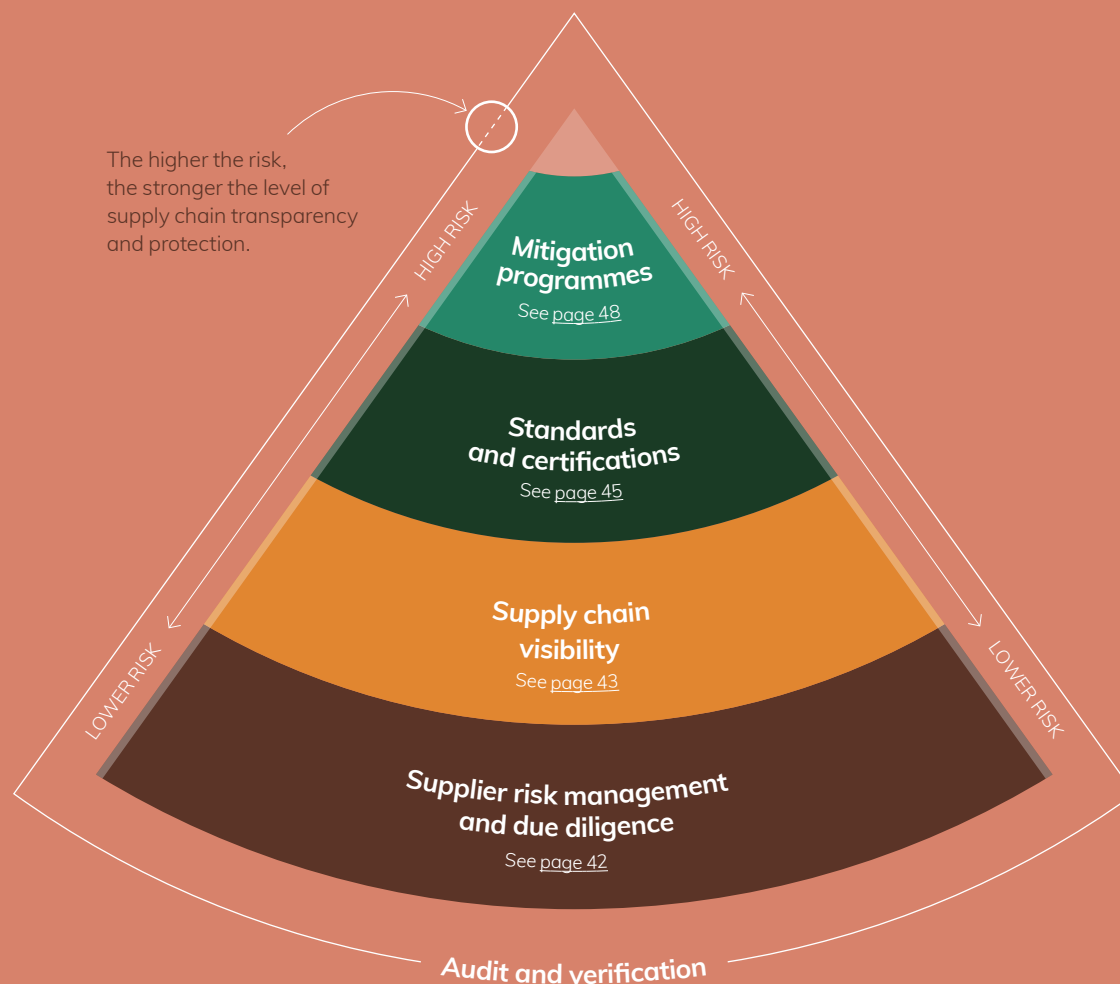 The higher the risk,
the stronger the level of
supply chain transparency
and protection.
HIGH RISK
HIGH RISK
Mitigation
programmes
See page 48
Standards
and certifications
See page 45
Supply chain
visibility
See page 43
LOWER RISK
LOWER RISK
Supplier risk management
and due diligence
See page 42
Audit and verification